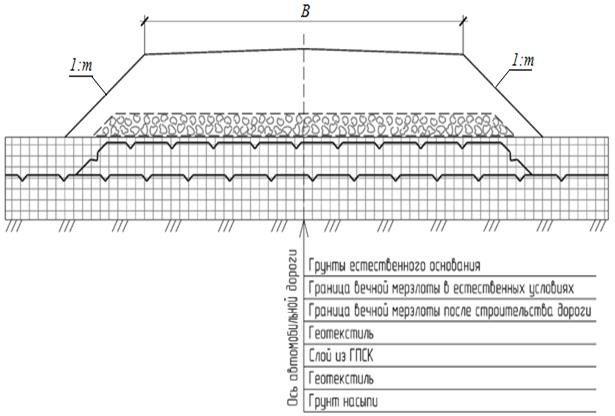 B
1:m
1:m
Ось автомобильной дороги
Грунты естественного основания
Граница вечной мерзлоты в естественных условиях
Граница вечной мерзлоты после строительства дороги
Геотекстиль
Слой из ГПСК
Геотекстиль
Грунт насыпи